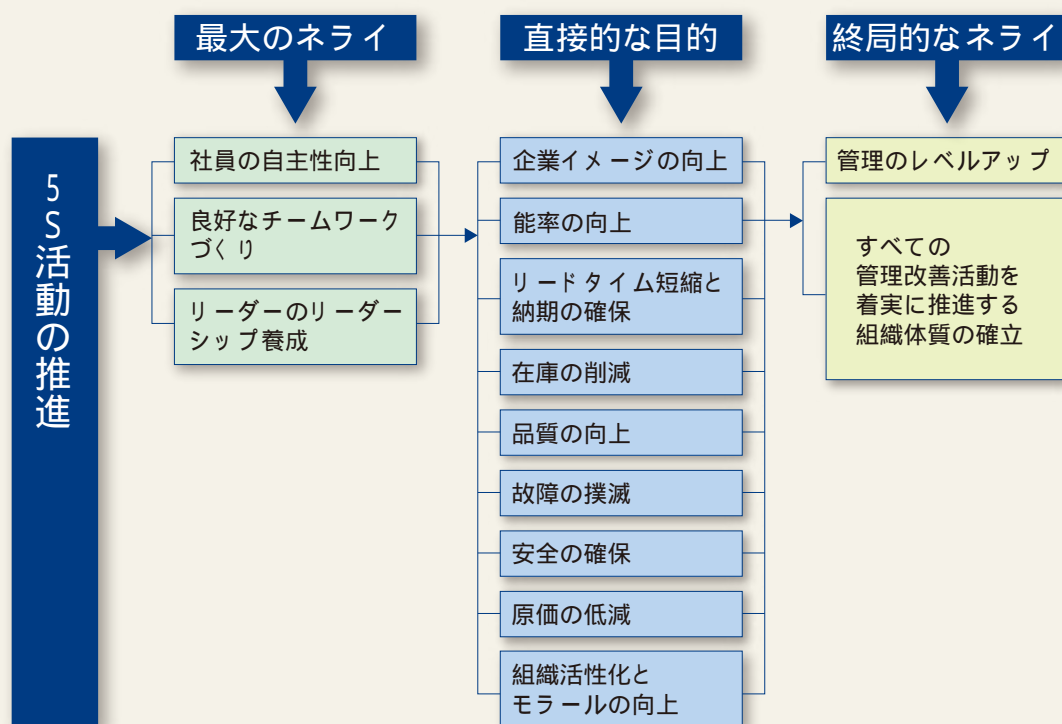 最大のネライ
直接的な目的
終局的なネライ
5S活動の推進
社員の自主性向上
良好なチームワーク
づくり
リーダーのリーダー
シップ養成
企業イメージの向上
能率の向上
リードタイム短縮と
納期の確保
在庫の削減
品質の向上
故障の撲滅
安全の確保
原価の低減
組織活性化と
モラールの向上
管理のレベルアップ
すべての
管理改善活動を
着実に推進する
組織体質の確立